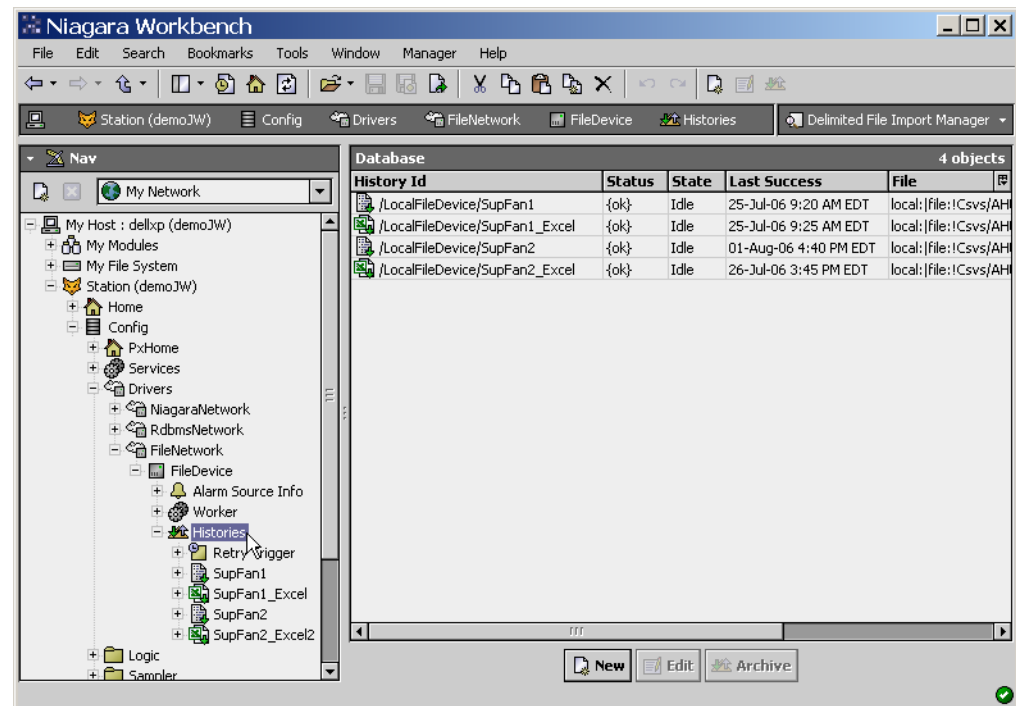 Niagara Workbench
File Edit Search Bookmarks Tools Window Manager Help
Station (demoJW) Config Drivers FileNetwork FileDevice Histories Delimited File Import Manager
Nav
My Network
My Host : dellxp (demoJW)
My Modules
My File System
Station (demoJW)
Home
Config
PxHome
Services
Drivers
NiagaraNetwork
RdbmsNetwork
FileNetwork
FileDevice
Alarm Source Info
Worker
Histories
Retry Trigger
SupFan1
SupFan1_Excel
SupFan2
SupFan2_Excel2
Logic
Sampler
Database 4 objects
History Id Status State Last Success File
/LocalFileDevice/SupFan1 {ok} Idle 25-Jul-06 9:20 AM EDT local:|file:!Csvs/AH
/LocalFileDevice/SupFan1_Excel {ok} Idle 25-Jul-06 9:25 AM EDT local:|file:!Csvs/AH
/LocalFileDevice/SupFan2 {ok} Idle 01-Aug-06 4:40 PM EDT local:|file:!Csvs/AH
/LocalFileDevice/SupFan2_Excel {ok} Idle 26-Jul-06 3:45 PM EDT local:|file:!Csvs/AH
New Edit Archive